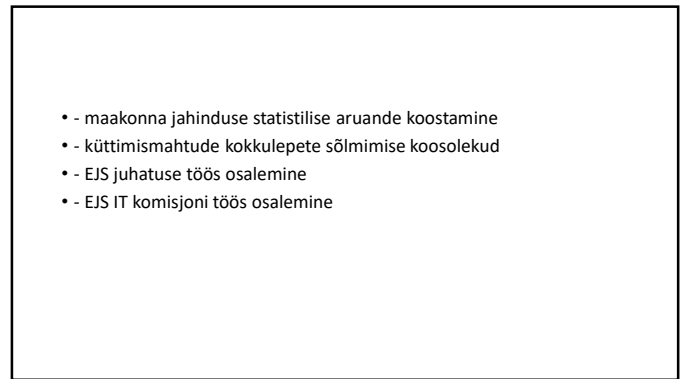 • - maakonna jahinduse statistilise aruande koostamine
• - küttimismahtude kokkulepete sõlmimise koosolekud
• - EJS juhatuse töös osalemine
• - EJS IT komisjoni töös osalemine